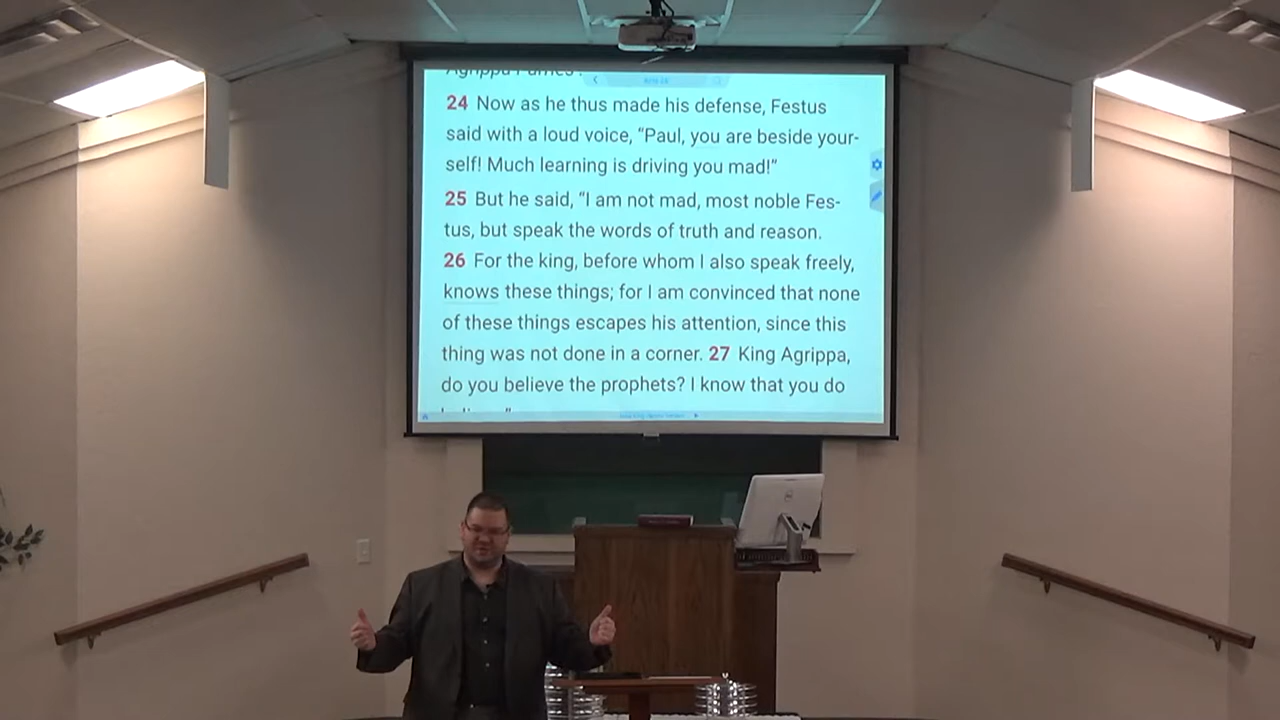 24 Now as he thus made his defense, Festus
said with a loud voice, “Paul, you are beside your-
self! Much learning is driving you mad!”
25 But he said, “I am not mad, most noble Fes-
tus, but speak the words of truth and reason.
26 For the king, before whom I also speak freely,
knows these things; for I am convinced that none
of these things escapes his attention, since this
thing was not done in a corner. 27 King Agrippa,
do you believe the prophets? I know that you do